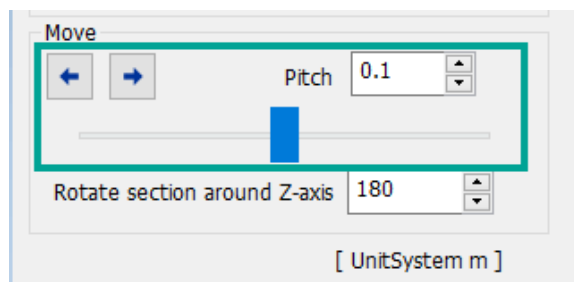 Move
Pitch 0.1
Rotate section around Z-axis 180
[ UnitSystem m ]